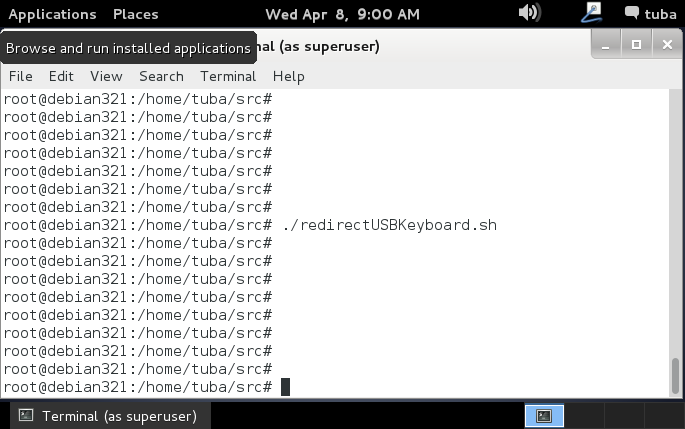 Applications Places Wed Apr 8, 9:00 AM tuba
Browse and run installed applications nal (as superuser)
File Edit View Search Terminal Help
root@debian321:/home/tuba/src#
root@debian321:/home/tuba/src#
root@debian321:/home/tuba/src#
root@debian321:/home/tuba/src#
root@debian321:/home/tuba/src#
root@debian321:/home/tuba/src#
root@debian321:/home/tuba/src#
root@debian321:/home/tuba/src# ./redirectUSBKeyboard.sh
root@debian321:/home/tuba/src#
root@debian321:/home/tuba/src#
root@debian321:/home/tuba/src#
root@debian321:/home/tuba/src#
root@debian321:/home/tuba/src#
root@debian321:/home/tuba/src#
root@debian321:/home/tuba/src#
root@debian321:/home/tuba/src#
root@debian321:/home/tuba/src#
Terminal (as superuser)